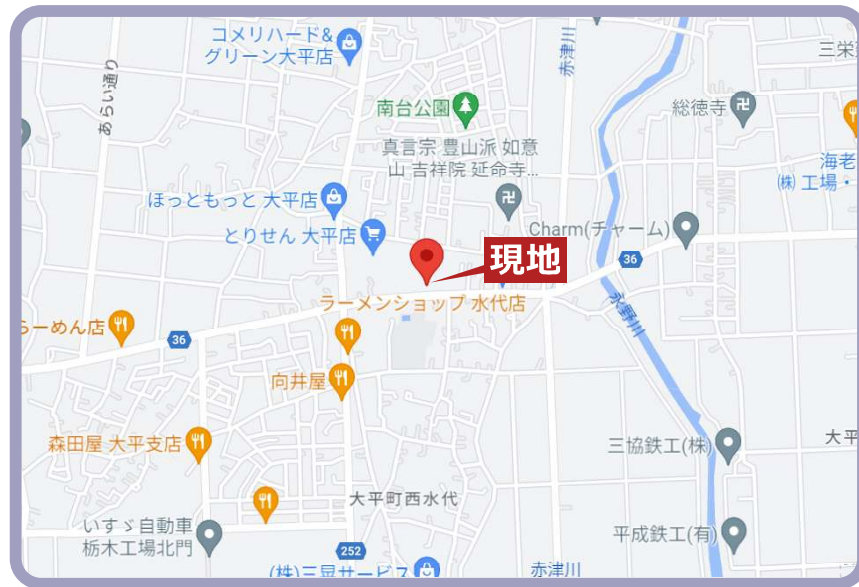 コメリハード&
グリーン大平店
あらい通り
赤津川
三栄
南台公園
総徳寺
真言宗 豊山派 如意
山 吉祥院 延命寺...
海老
(株) 工場・
ほっともっと 大平店
とりせん 大平店
Charm(チャーム)
現地
36
ラーメンショップ 水代店
らーめん店
36
永野川
向井屋
森田屋 大平支店
三協鉄工(株)
大平
大平町西水代
いすゞ自動車
栃木工場北門
平成鉄工(有)
252
(株)三晃サービス
赤津川